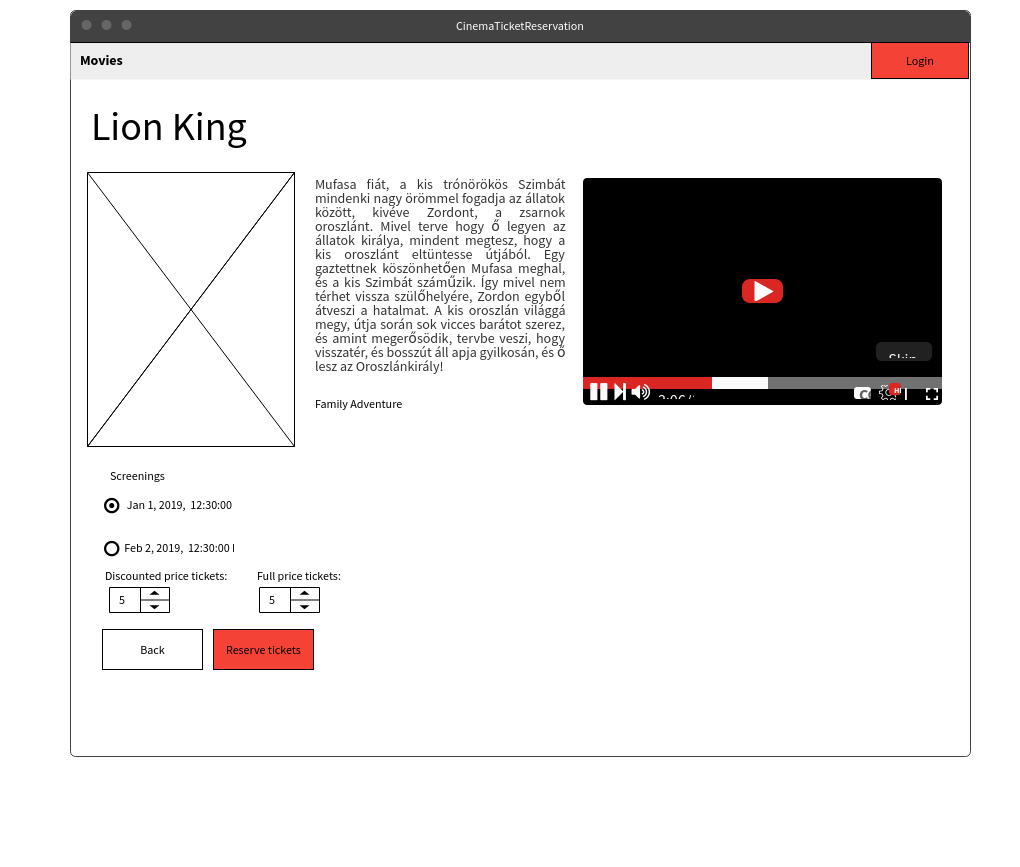 CinemaTicketReservation
Movies
Login
Lion King
Mufasa fiát, a kis trónörökös Szimbát
mindenki nagy örömmel fogadja az állatok
között, kivéve Zordont, a zsarnok
oroszlánt. Mivel terve hogy ő legyen az
állatok királya, mindent megtesz, hogy a
kis oroszlánt eltüntesse útjából. Egy
gaztettnek köszönhetően Mufasa meghal,
és a kis Szimbát száműzik. Így mivel nem
térhet vissza szülőhelyére, Zordon egyből
átveszi a hatalmat. A kis oroszlán világgá
megy, útja során sok vicces barátot szerez,
és amint megerősödik, tervbe veszi, hogy
visszatér, és bosszút áll apja gyilkosán, és ő
lesz az Oroszlánkirály!
Family Adventure
Skip
Screenings
Jan 1, 2019, 12:30:00
Feb 2, 2019, 12:30:00
Discounted price tickets: Full price tickets:
5 5
Back Reserve tickets